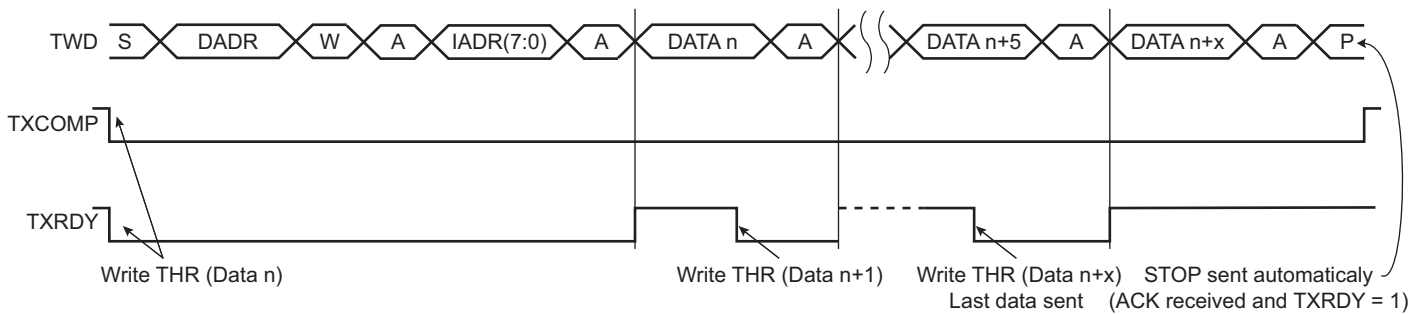 TWD S DADR W A IADR(7:0) A DATA n A DATA n+5 A DATA n+x A P
TXCOMP
TXRDY
Write THR (Data n) Write THR (Data n+1) Write THR (Data n+x) STOP sent automaticaly
Last data sent (ACK received and TXRDY = 1)